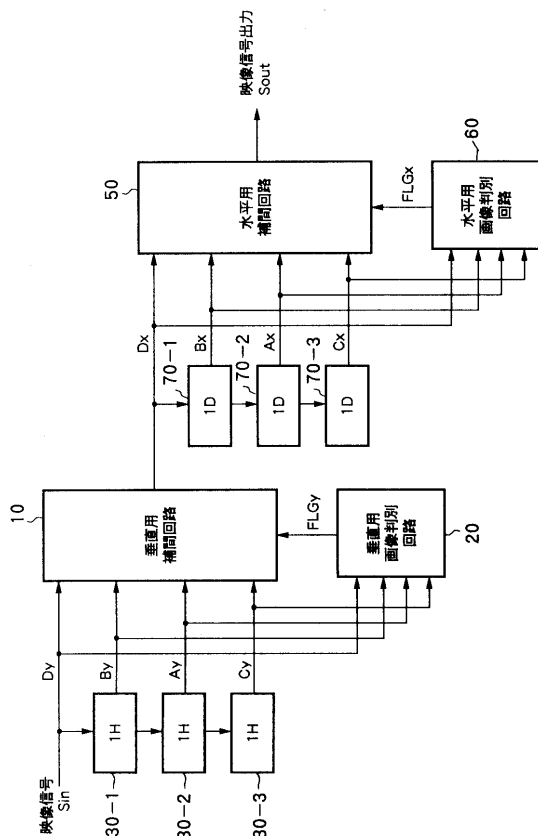 映像信号
Sin
Dy
By
Ay
Cy
1H
1H
1H
30-1
30-2
30-3
10
垂直用
補間回路
FLGy
垂直用
画像判別
回路
20
Dx
Bx
Ax
Cx
70-1
70-2
70-3
1D
1D
1D
50
水平用
補間回路
映像信号出力
Sout
FLGx
60
水平用
画像判別
回路